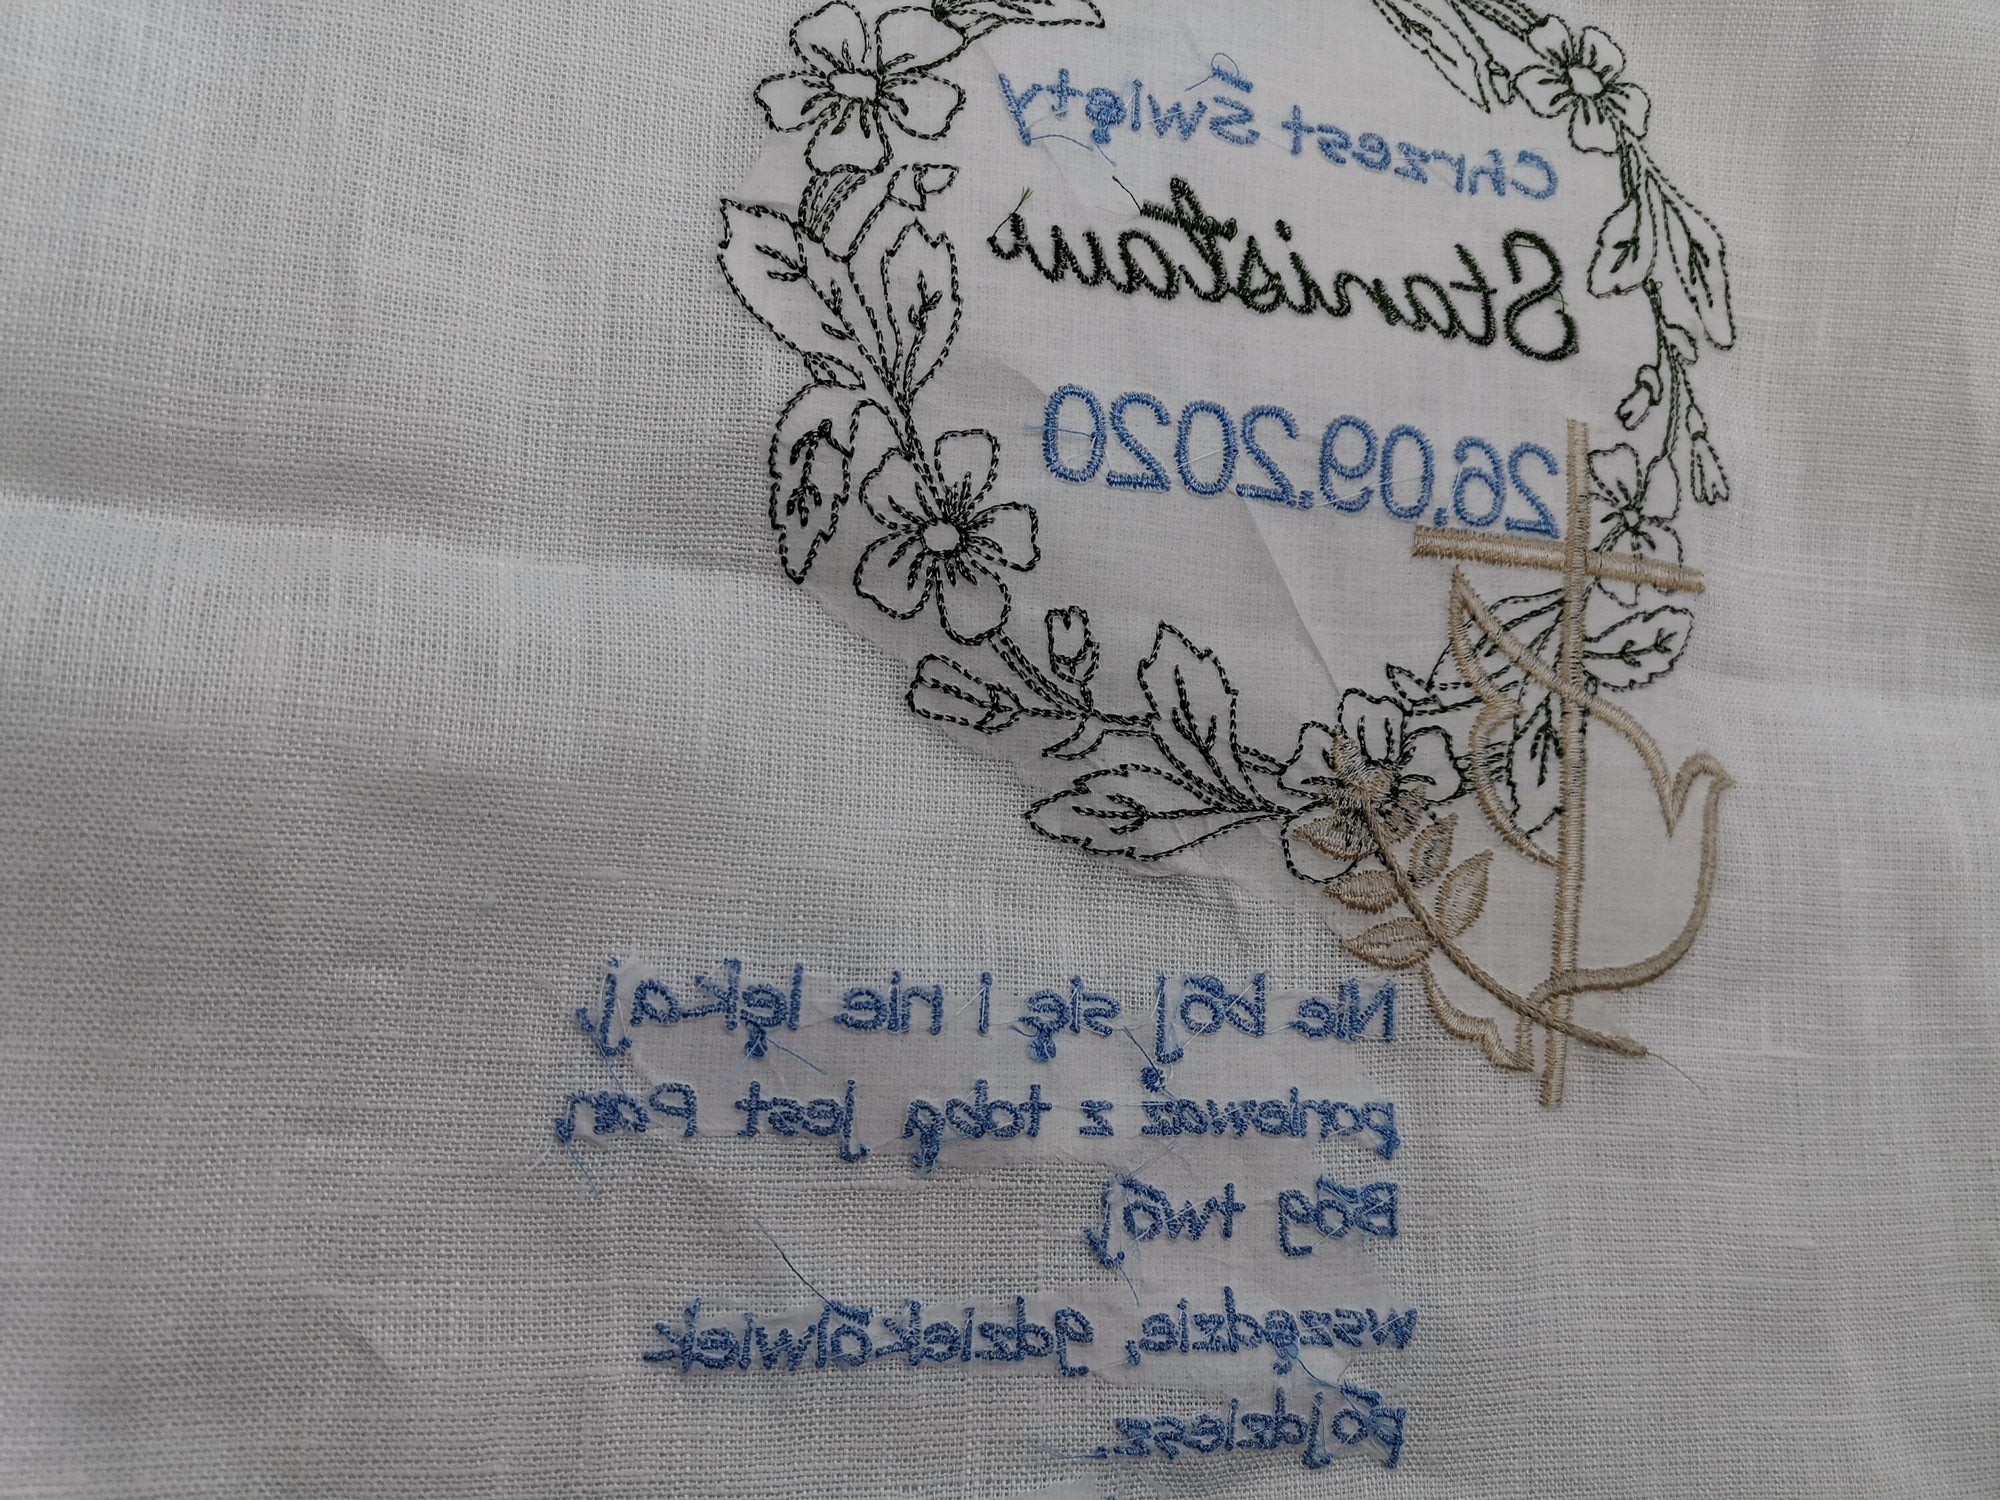 Chrzest Święty
Stanisław
26.09.2020
Nie bój się i nie lękaj
ponieważ z tobą jest Pan
Bóg twój
wszędzie, gdziekolwiek
pójdziesz.